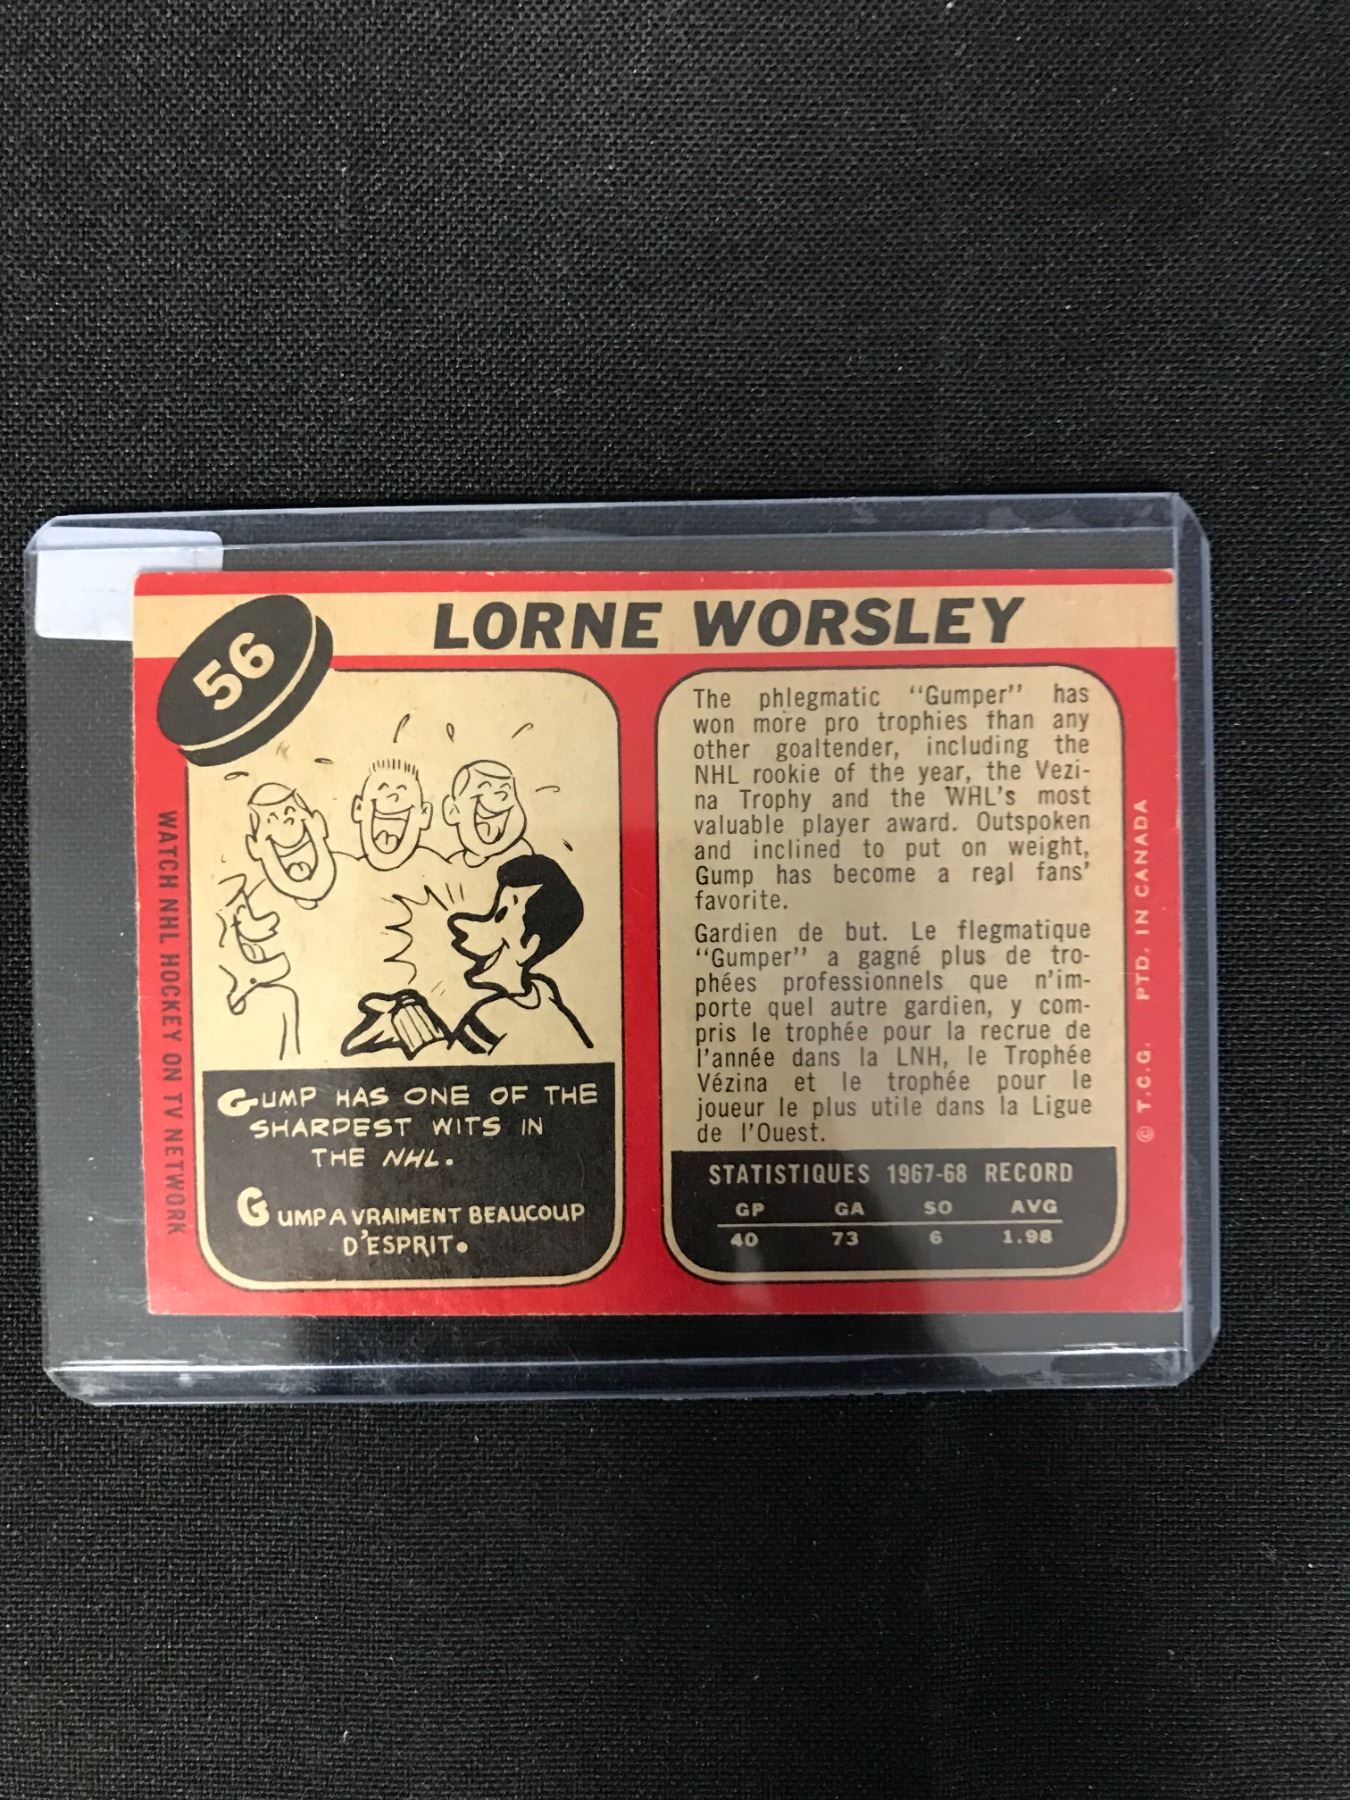 56
LORNE WORSLEY
WATCH NHL HOCKEY ON TV NETWORK
GUMP HAS ONE OF THE
SHARPEST WITS IN
THE NHL.
GUMP A VRAIMENT BEAUCOUP
D'ESPRIT.
The phlegmatic "Gumper" has
won more pro trophies than any
other goaltender, including the
NHL rookie of the year, the Vezi-
na Trophy and the WHL's most
valuable player award. Outspoken
and inclined to put on weight,
Gump has become a real fans'
favorite.
Gardien de but. Le flegmatique
"Gumper" a gagné plus de tro-
phées professionnels que n'im-
porte quel autre gardien, y com-
pris le trophée pour la recrue de
l'année dans la LNH, le Trophée
Vézina et le trophée pour le
joueur le plus utile dans la Ligue
de l'Ouest.
STATISTIQUES 1967-68 RECORD
GP GA SO AVG
40 73 6 1.98
© T.C.G. PTD. IN CANADA